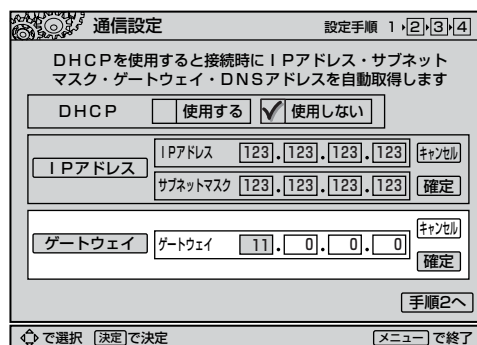 通信設定 設定手順 1 2 3 4
DHCPを使用すると接続時にIPアドレス・サブネット
マスク・ゲートウェイ・DNSアドレスを自動取得します
DHCP 使用する 使用しない
IPアドレス
IPアドレス 123.123.123.123 キャンセル
サブネットマスク 123.123.123.123 確定
ゲートウェイ ゲートウェイ 11.0.0.0
キャンセル
確定
手順2へ
で選択 決定で決定 メニューで終了